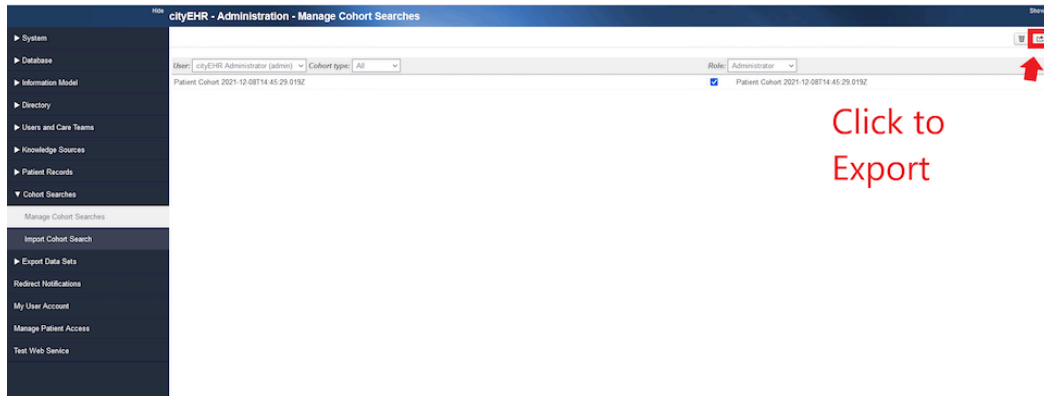 Hide
cityEHR - Administration - Manage Cohort Searches
Show
▶ System
▶ Database
User: cityEHR Administrator (admin) Cohort type: All Role: Administrator
▶ Information Model
Patient Cohort 2021-12-08T14:45:29.019Z Patient Cohort 2021-12-08T14:45:29.019Z
▶ Directory
▶ Users and Care Teams
▶ Knowledge Sources
▶ Patient Records
▼ Cohort Searches
Manage Cohort Searches
Import Cohort Search
▶ Export Data Sets
Redirect Notifications
My User Account
Manage Patient Access
Test Web Service
Click to
Export